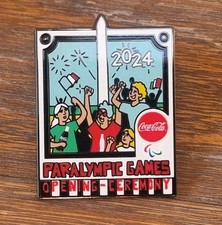 2024
Coca-Cola
PARALYMPIC GAMES
OPENING-CEREMONY